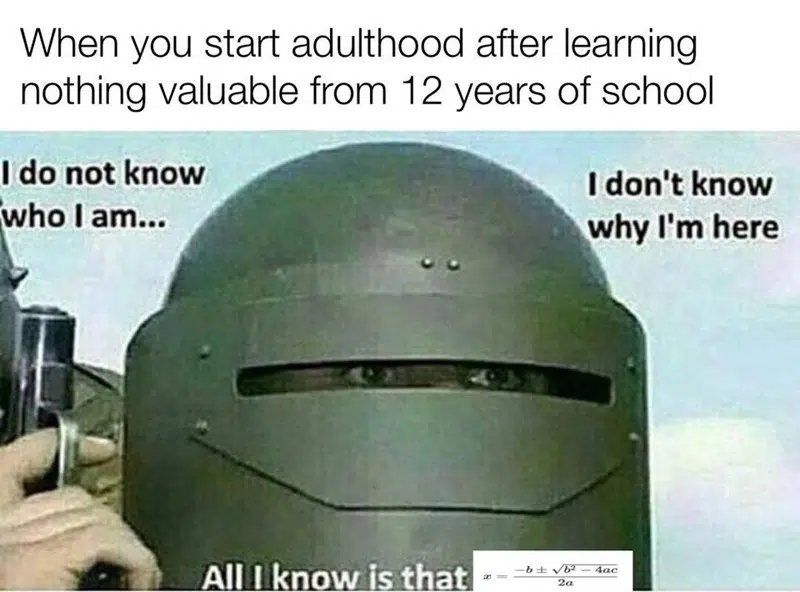 When you start adulthood after learning
nothing valuable from 12 years of school
I do not know
who I am...
I don't know
why I'm here
All I know is that x = −b ± √b² − 4ac / 2a